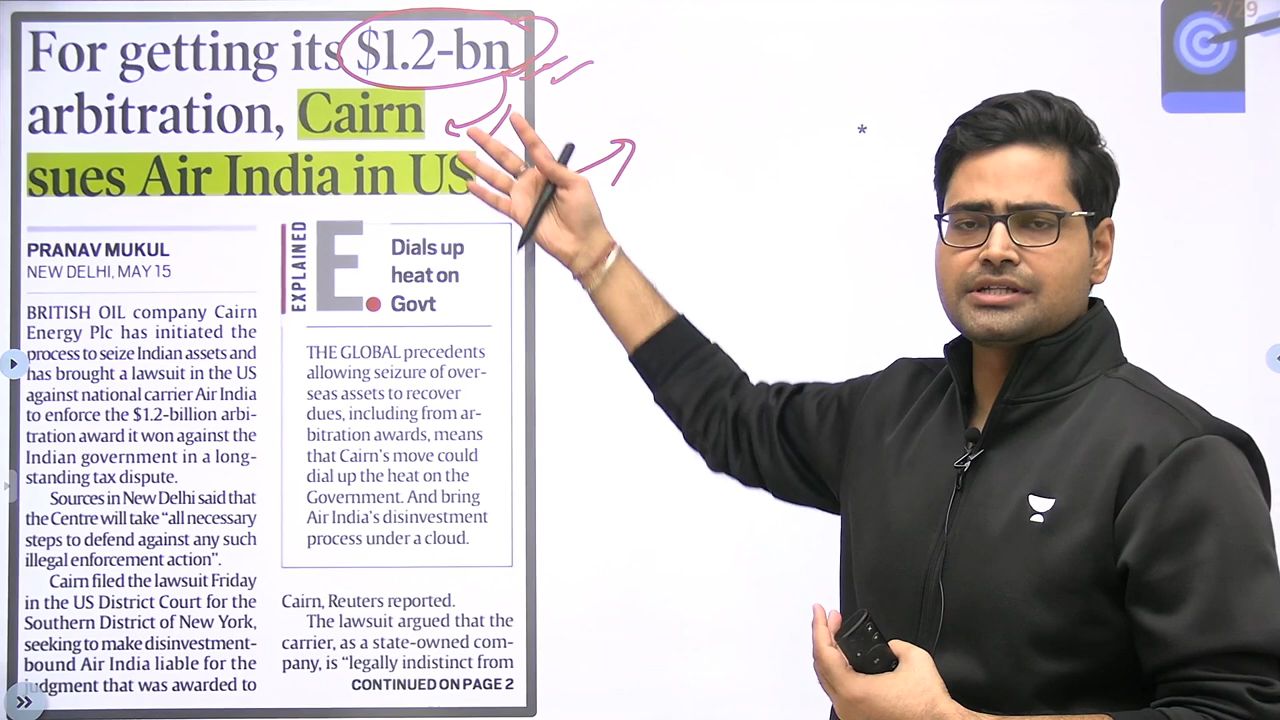 2/29
For getting its $1.2-bn
arbitration, Cairn
sues Air India in US
PRANAV MUKUL
NEW DELHI, MAY 15
BRITISH OIL company Cairn
Energy Plc has initiated the
process to seize Indian assets and
has brought a lawsuit in the US
against national carrier Air India
to enforce the $1.2-billion arbi-
tration award it won against the
Indian government in a long-
standing tax dispute.
Sources in New Delhi said that
the Centre will take “all necessary
steps to defend against any such
illegal enforcement action”.
Cairn filed the lawsuit Friday
in the US District Court for the
Southern District of New York,
seeking to make disinvestment-
bound Air India liable for the
judgment that was awarded to
EXPLAINED
E.
Dials up
heat on
Govt
THE GLOBAL precedents
allowing seizure of over-
seas assets to recover
dues, including from ar-
bitration awards, means
that Cairn’s move could
dial up the heat on the
Government. And bring
Air India’s disinvestment
process under a cloud.
Cairn, Reuters reported.
The lawsuit argued that the
carrier, as a state-owned com-
pany, is “legally indistinct from
CONTINUED ON PAGE 2
*